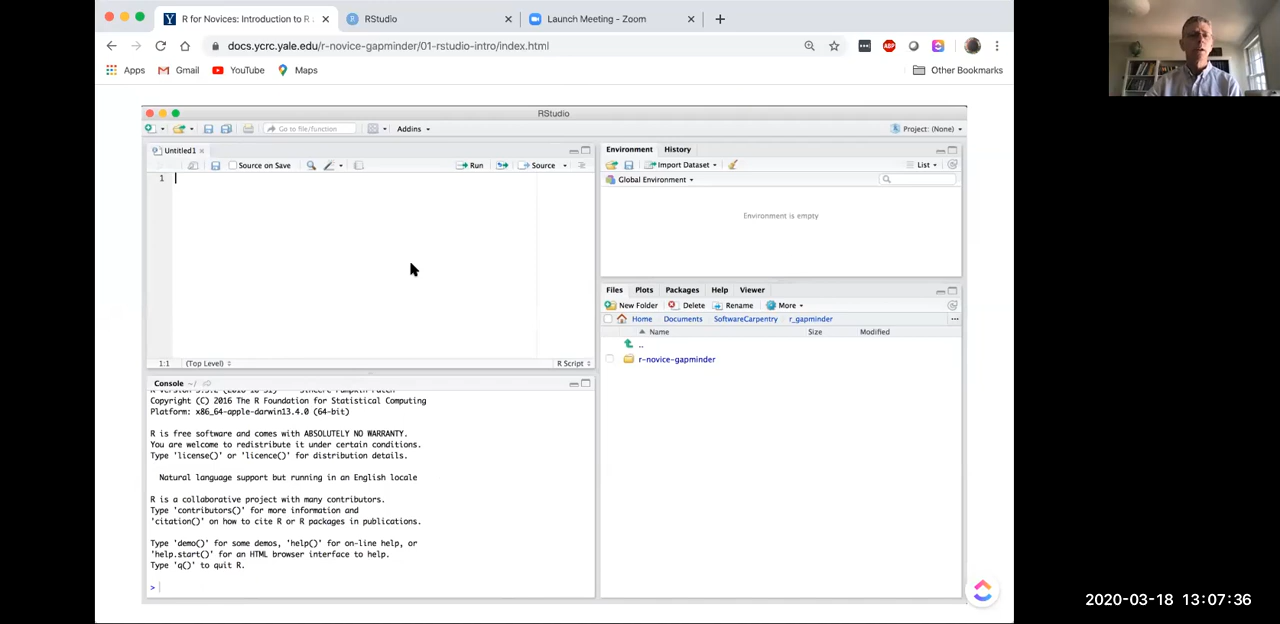 R for Novices: Introduction to R
RStudio
Launch Meeting - Zoom
docs.ycrc.yale.edu/r-novice-gapminder/01-rstudio-intro/index.html
ABP
Apps
Gmail
YouTube
Maps
Other Bookmarks
RStudio
Go to file/function
Addins
Project: (None)
Untitled1
Source on Save
Run
Source
1
1:1
(Top Level)
R Script
Environment
History
Import Dataset
List
Global Environment
Environment is empty
Files
Plots
Packages
Help
Viewer
New Folder
Delete
Rename
More
Home
Documents
SoftwareCarpentry
r_gapminder
Name
Size
Modified
..
r-novice-gapminder
Console ~/
Copyright (C) 2016 The R Foundation for Statistical Computing
Platform: x86_64-apple-darwin13.4.0 (64-bit)
R is free software and comes with ABSOLUTELY NO WARRANTY.
You are welcome to redistribute it under certain conditions.
Type 'license()' or 'licence()' for distribution details.
Natural language support but running in an English locale
R is a collaborative project with many contributors.
Type 'contributors()' for more information and
'citation()' on how to cite R or R packages in publications.
Type 'demo()' for some demos, 'help()' for on-line help, or
'help.start()' for an HTML browser interface to help.
Type 'q()' to quit R.
>
2020-03-18 13:07:36